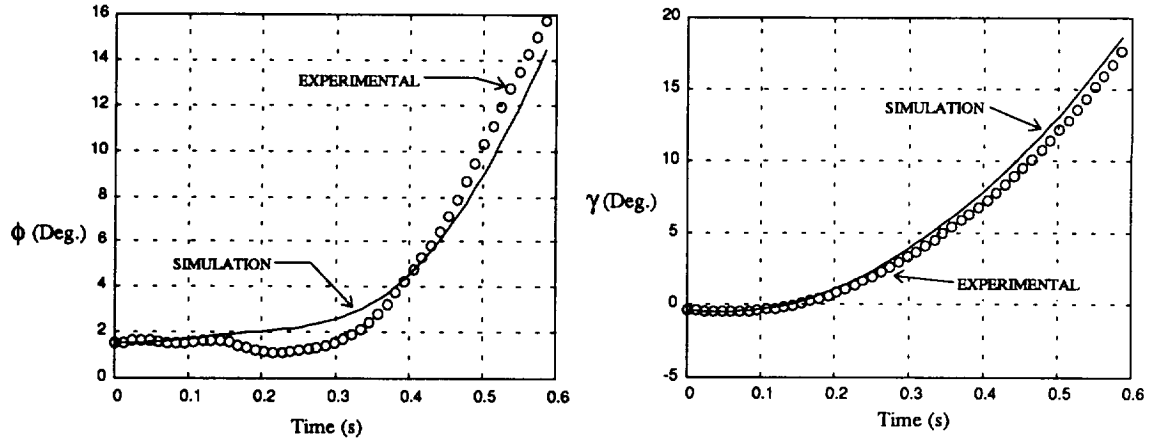 16
14
12
10
8
6
4
2
0
ϕ (Deg.)
EXPERIMENTAL
SIMULATION
0 0.1 0.2 0.3 0.4 0.5 0.6
Time (s)
20
15
10
5
0
-5
γ (Deg.)
SIMULATION
EXPERIMENTAL
0 0.1 0.2 0.3 0.4 0.5 0.6
Time (s)